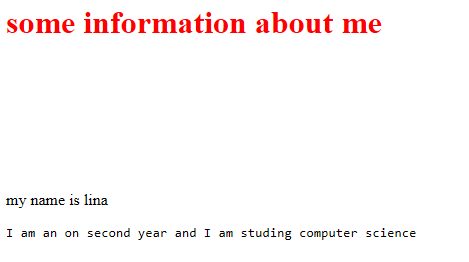 some information about me
my name is lina
I am an on second year and I am studing computer science